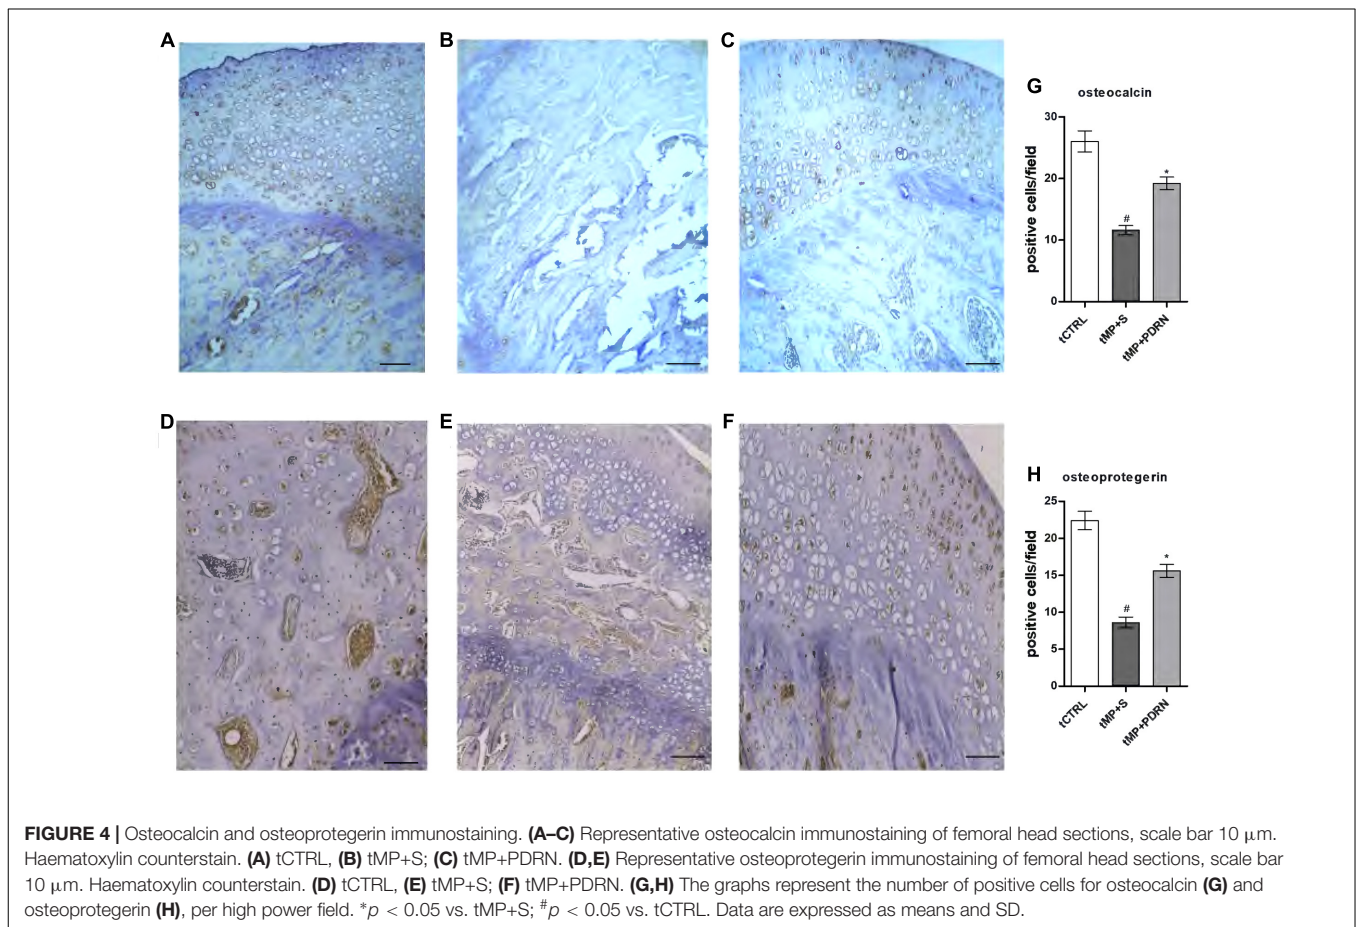 A
B
C
G
osteocalcin
positive cells/field
30
20
10
0
#
*
tCTRL
tMP+S
tMP+PDRN
D
E
F
H
osteoprotegerin
positive cells/field
25
20
15
10
5
0
#
*
tCTRL
tMP+S
tMP+PDRN
FIGURE 4 | Osteocalcin and osteoprotegerin immunostaining. (A–C) Representative osteocalcin immunostaining of femoral head sections, scale bar 10 μm.
Haematoxylin counterstain. (A) tCTRL, (B) tMP+S; (C) tMP+PDRN. (D,E) Representative osteoprotegerin immunostaining of femoral head sections, scale bar
10 μm. Haematoxylin counterstain. (D) tCTRL, (E) tMP+S; (F) tMP+PDRN. (G,H) The graphs represent the number of positive cells for osteocalcin (G) and
osteoprotegerin (H), per high power field. *p < 0.05 vs. tMP+S; #p < 0.05 vs. tCTRL. Data are expressed as means and SD.